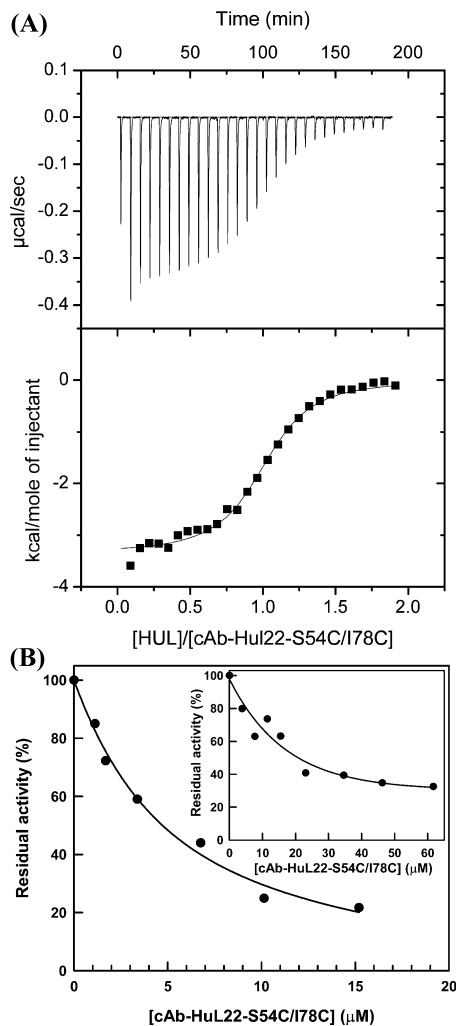 (A)
Time (min)
0 50 100 150 200
0.1
0.0
-0.1
-0.2
-0.3
-0.4
µcal/sec
0
-2
-4
kcal/mole of injectant
0.0 0.5 1.0 1.5 2.0
[HUL]/[cAb-Hul22-S54C/I78C]
(B)
100
80
60
40
20
0
Residual activity (%)
0 5 10 15 20
[cAb-HuL22-S54C/I78C] (µM)
100
80
60
40
20
0
Residual activity (%)
0 10 20 30 40 50 60
[cAb-HuL22-S54C/I78C] (µM)